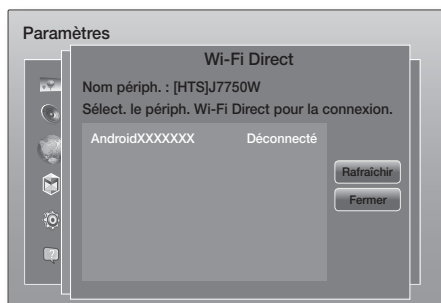 Paramètres
Wi-Fi Direct
Nom périph. : [HTS]J7750W
Sélect. le périph. Wi-Fi Direct pour la connexion.
AndroidXXXXXXX Déconnecté
Rafraîchir
Fermer
?